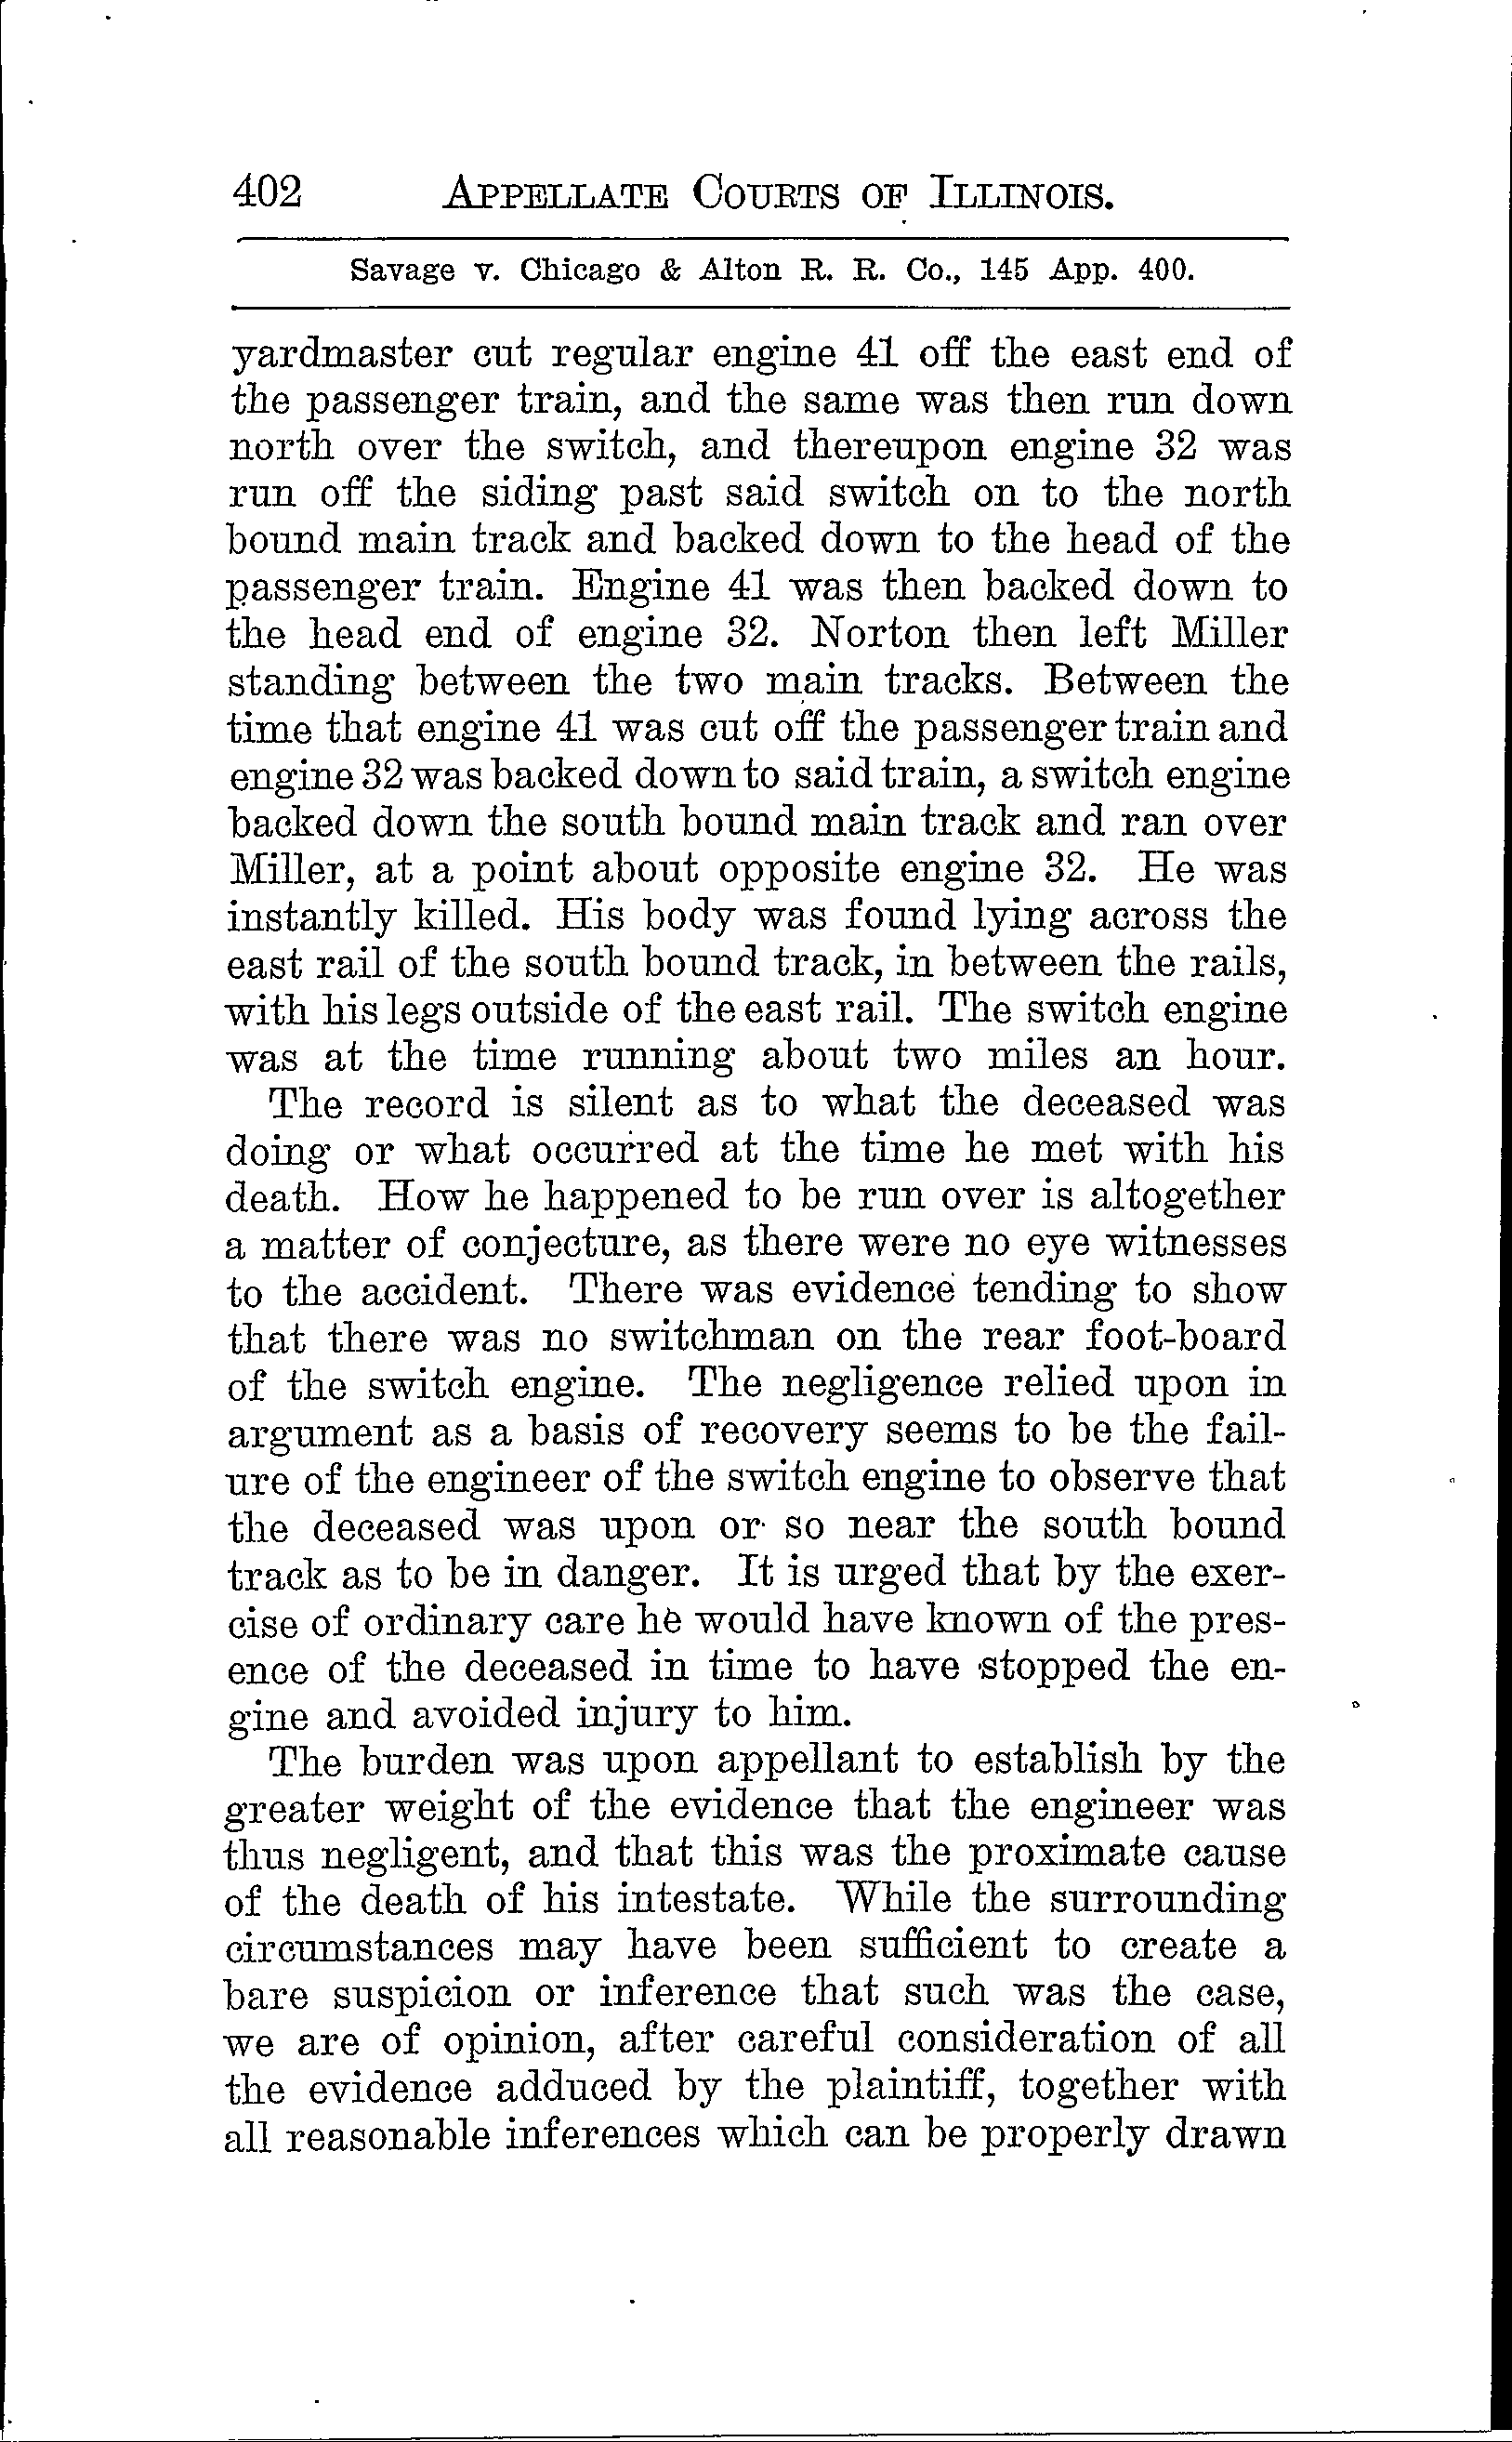 402 APPELLATE COURTS OF ILLINOIS.
Savage v. Chicago & Alton R. R. Co., 145 App. 400.
yardmaster cut regular engine 41 off the east end of
the passenger train, and the same was then run down
north over the switch, and thereupon engine 32 was
run off the siding past said switch on to the north
bound main track and backed down to the head of the
passenger train. Engine 41 was then backed down to
the head end of engine 32. Norton then left Miller
standing between the two main tracks. Between the
time that engine 41 was cut off the passenger train and
engine 32 was backed down to said train, a switch engine
backed down the south bound main track and ran over
Miller, at a point about opposite engine 32. He was
instantly killed. His body was found lying across the
east rail of the south bound track, in between the rails,
with his legs outside of the east rail. The switch engine
was at the time running about two miles an hour.
The record is silent as to what the deceased was
doing or what occurred at the time he met with his
death. How he happened to be run over is altogether
a matter of conjecture, as there were no eye witnesses
to the accident. There was evidence tending to show
that there was no switchman on the rear foot-board
of the switch engine. The negligence relied upon in
argument as a basis of recovery seems to be the fail-
ure of the engineer of the switch engine to observe that
the deceased was upon or so near the south bound
track as to be in danger. It is urged that by the exer-
cise of ordinary care he would have known of the pres-
ence of the deceased in time to have stopped the en-
gine and avoided injury to him.
The burden was upon appellant to establish by the
greater weight of the evidence that the engineer was
thus negligent, and that this was the proximate cause
of the death of his intestate. While the surrounding
circumstances may have been sufficient to create a
bare suspicion or inference that such was the case,
we are of opinion, after careful consideration of all
the evidence adduced by the plaintiff, together with
all reasonable inferences which can be properly drawn